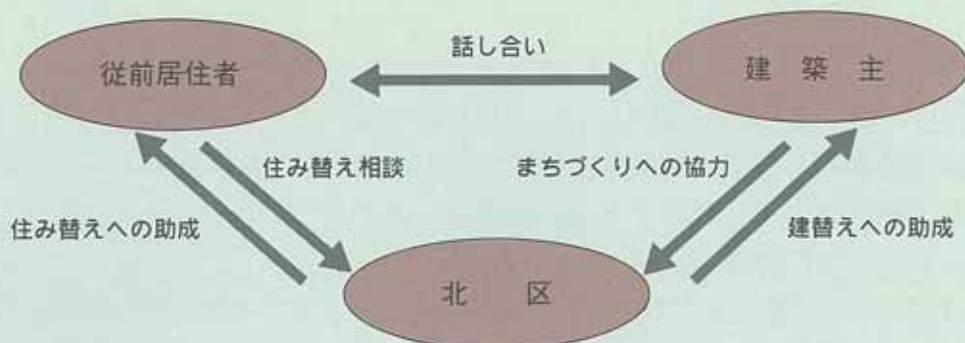 話し合い
従前居住者
建 築 主
住み替え相談
まちづくりへの協力
住み替えへの助成
建替えへの助成
北 区